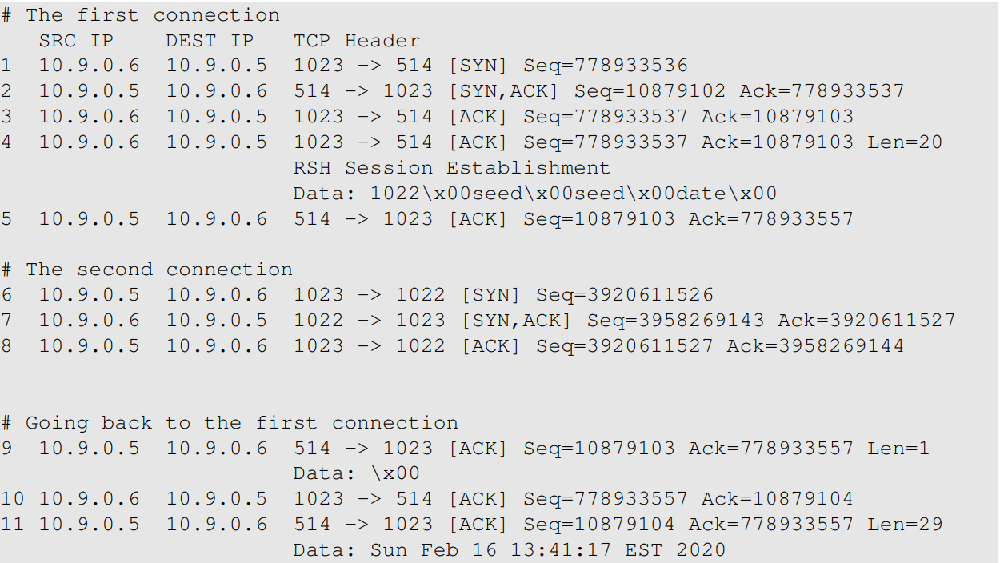 # The first connection
SRC IP DEST IP TCP Header
1 10.9.0.6 10.9.0.5 1023 -> 514 [SYN] Seq=778933536
2 10.9.0.5 10.9.0.6 514 -> 1023 [SYN,ACK] Seq=10879102 Ack=778933537
3 10.9.0.6 10.9.0.5 1023 -> 514 [ACK] Seq=778933537 Ack=10879103
4 10.9.0.6 10.9.0.5 1023 -> 514 [ACK] Seq=778933537 Ack=10879103 Len=20
RSH Session Establishment
Data: 1022\x00seed\x00seed\x00date\x00
5 10.9.0.5 10.9.0.6 514 -> 1023 [ACK] Seq=10879103 Ack=778933557
# The second connection
6 10.9.0.5 10.9.0.6 1023 -> 1022 [SYN] Seq=3920611526
7 10.9.0.6 10.9.0.5 1022 -> 1023 [SYN,ACK] Seq=3958269143 Ack=3920611527
8 10.9.0.5 10.9.0.6 1023 -> 1022 [ACK] Seq=3920611527 Ack=3958269144
# Going back to the first connection
9 10.9.0.5 10.9.0.6 514 -> 1023 [ACK] Seq=10879103 Ack=778933557 Len=1
Data: \x00
10 10.9.0.6 10.9.0.5 1023 -> 514 [ACK] Seq=778933557 Ack=10879104
11 10.9.0.5 10.9.0.6 514 -> 1023 [ACK] Seq=10879104 Ack=778933557 Len=29
Data: Sun Feb 16 13:41:17 EST 2020